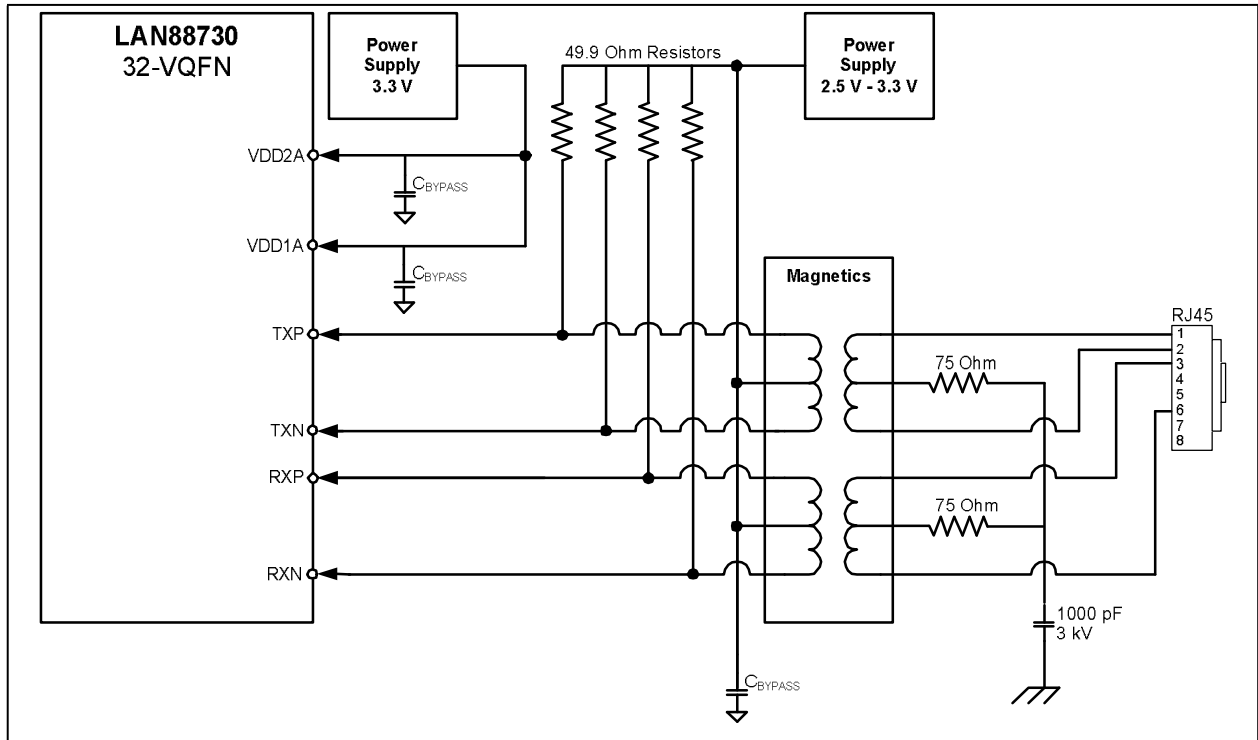 LAN88730
32-VQFN
Power
Supply
3.3 V
49.9 Ohm Resistors
Power
Supply
2.5 V - 3.3 V
VDD2A
CBYPASS
VDD1A
CBYPASS
Magnetics
TXP
RJ45
1
2
3
4
5
6
7
8
75 Ohm
TXN
RXP
75 Ohm
RXN
1000 pF
3 kV
CBYPASS